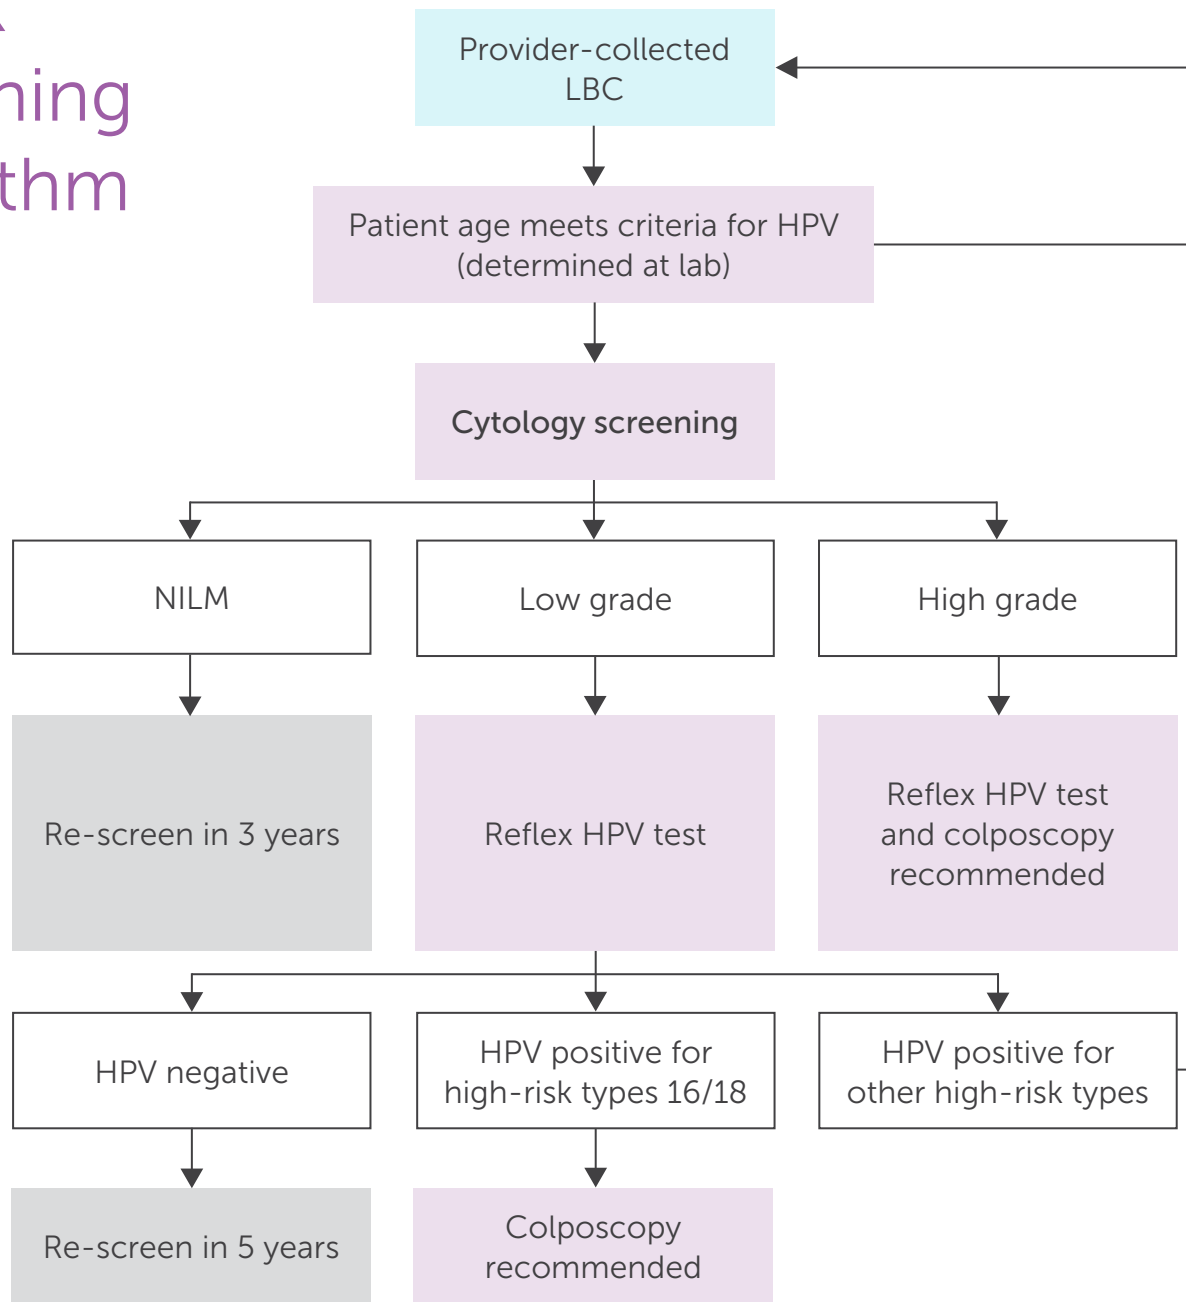 ning
thm
Provider-collected
LBC
Patient age meets criteria for HPV
(determined at lab)
Cytology screening
NILM
Low grade
High grade
Re-screen in 3 years
Reflex HPV test
Reflex HPV test
and colposcopy
recommended
HPV negative
HPV positive for
high-risk types 16/18
HPV positive for
other high-risk types
Re-screen in 5 years
Colposcopy
recommended